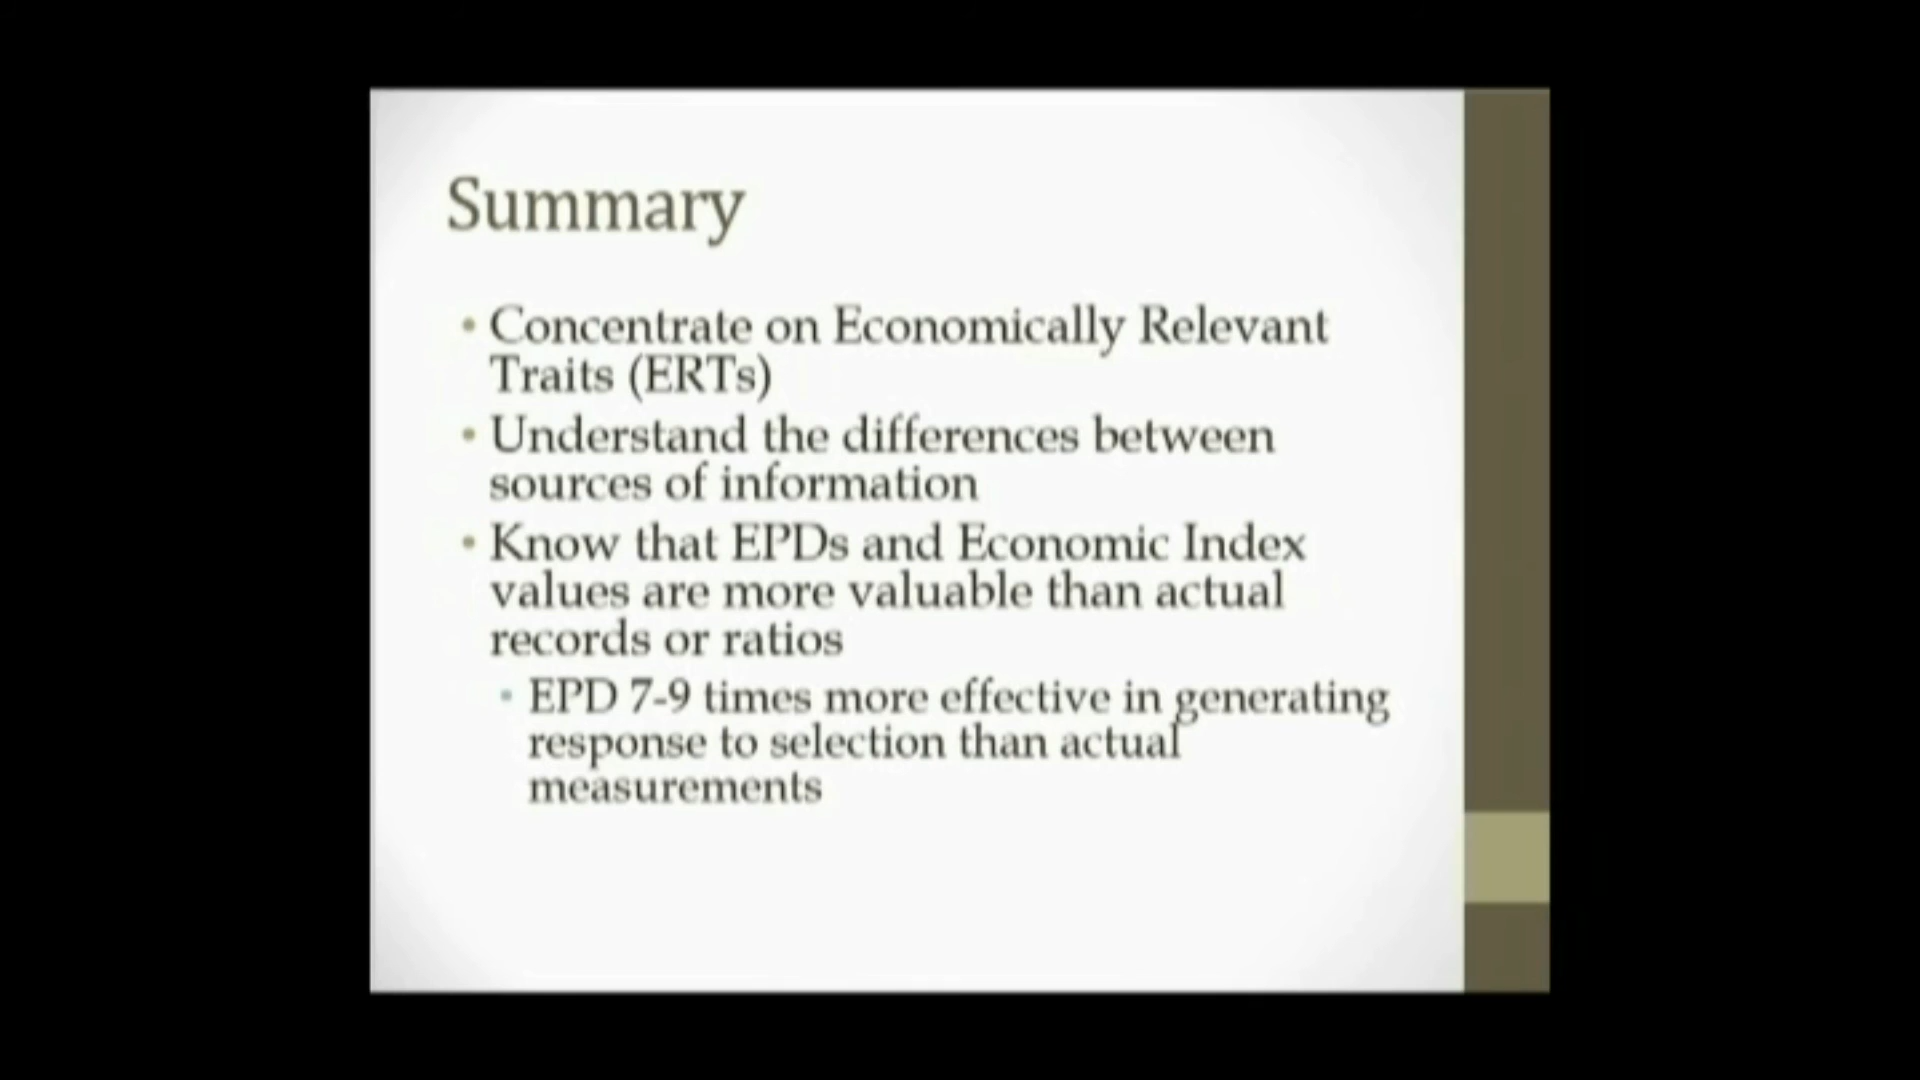 Summary
• Concentrate on Economically Relevant
Traits (ERTs)
• Understand the differences between
sources of information
• Know that EPDs and Economic Index
values are more valuable than actual
records or ratios
• EPD 7-9 times more effective in generating
response to selection than actual
measurements